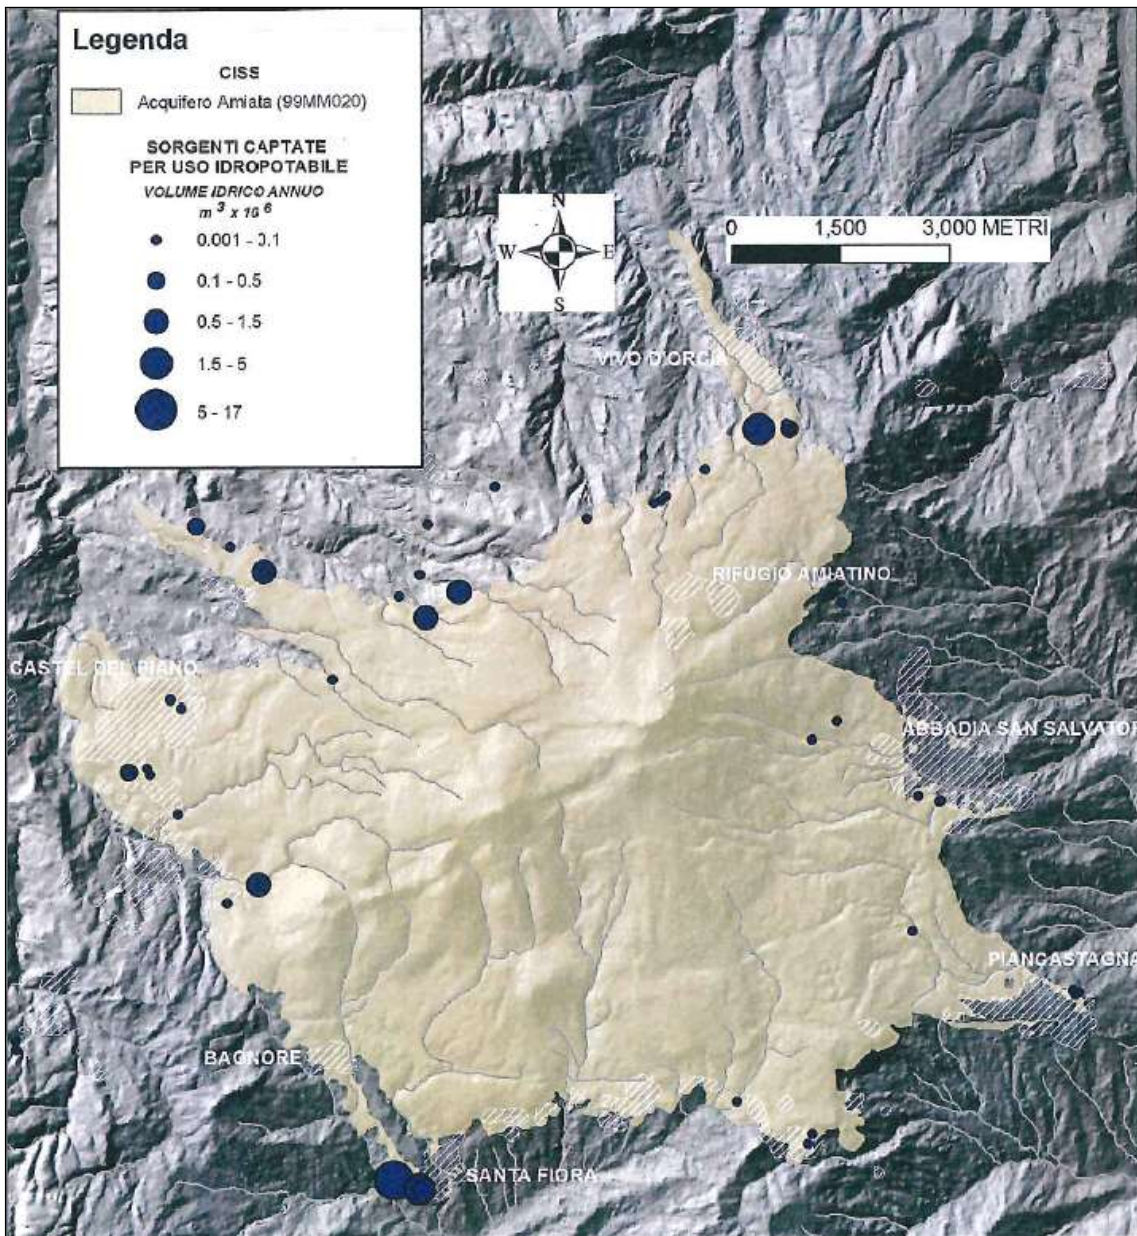 Legenda
CISS
Acquifero Amiata (99MM020)
SORGENTI CAPTATE
PER USO IDROPOTABILE
VOLUME IDRICO ANNUO
m³ x 10⁶
0.001 - 0.1
0.1 - 0.5
0.5 - 1.5
1.5 - 5
5 - 17
N
W E
S
0 1,500 3,000 METRI
VIVO D'ORCIA
RIFUGIO AMIATINO
CASTEL DEL PIANO
ABBADIA SAN SALVATOR
PIANCASTAGNA
BAGNORE
SANTA FIORA